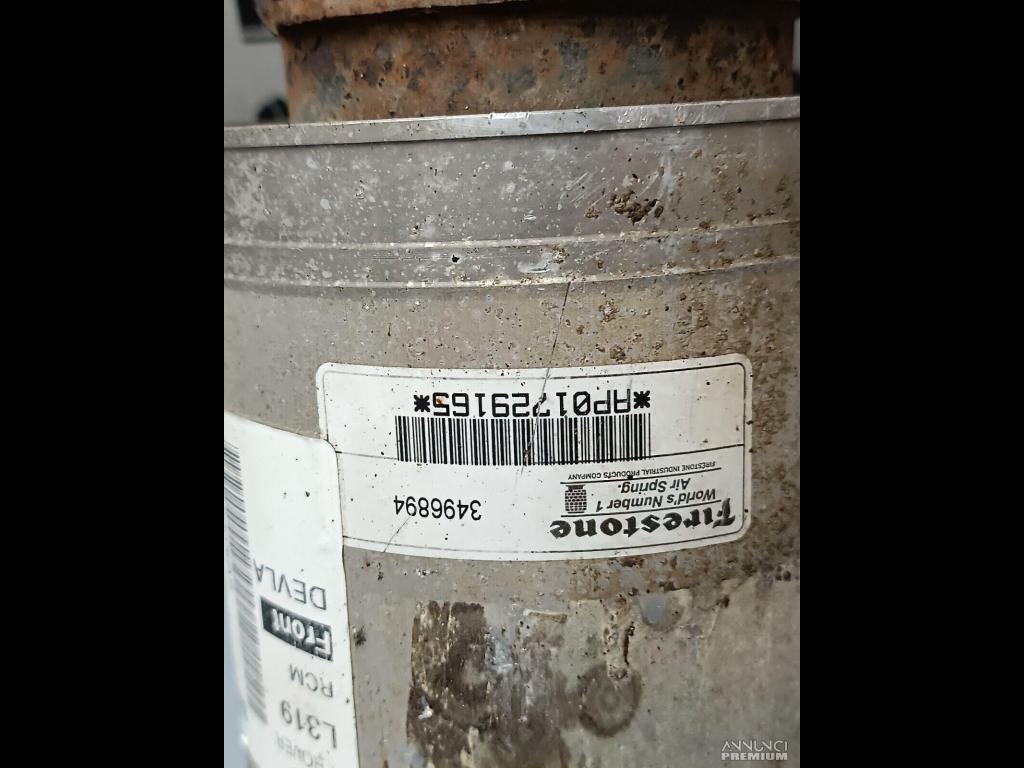 Firestone
World's Number 1
Air Spring.
FIRESTONE INDUSTRIAL PRODUCTS COMPANY
3496894
*AP01729165*
L319
RCM
Front
DEVLA
ANNUNCI
PREMIUM